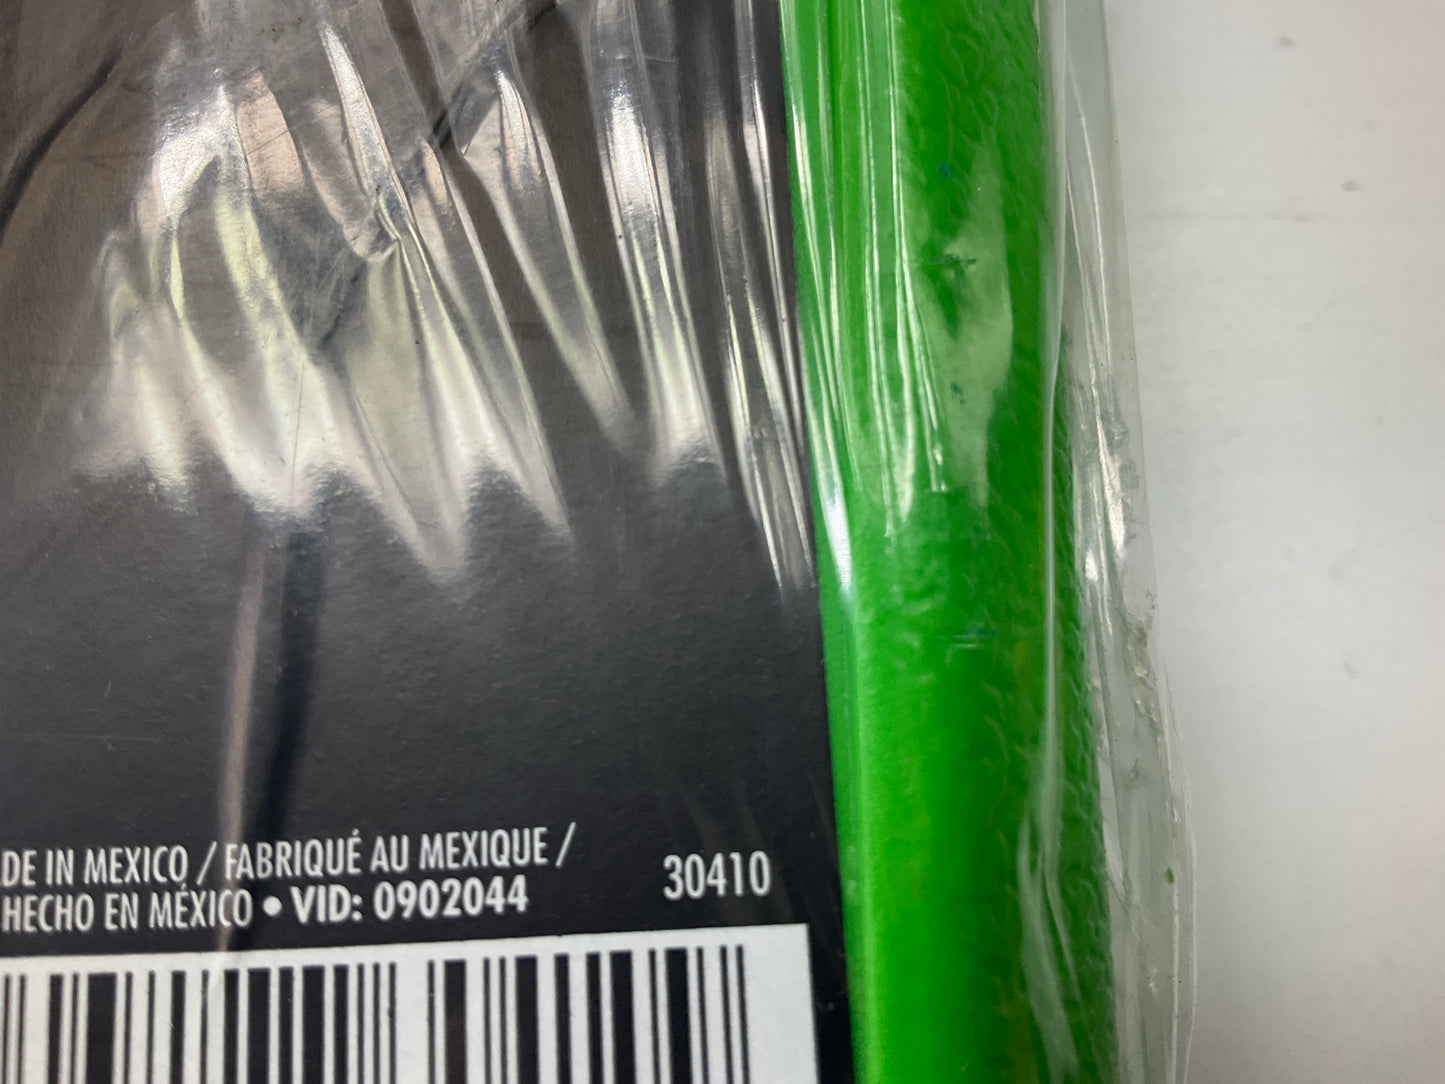 DE IN MEXICO / FABRIQUÉ AU MEXIQUE /
HECHO EN MÉXICO • VID: 0902044
30410